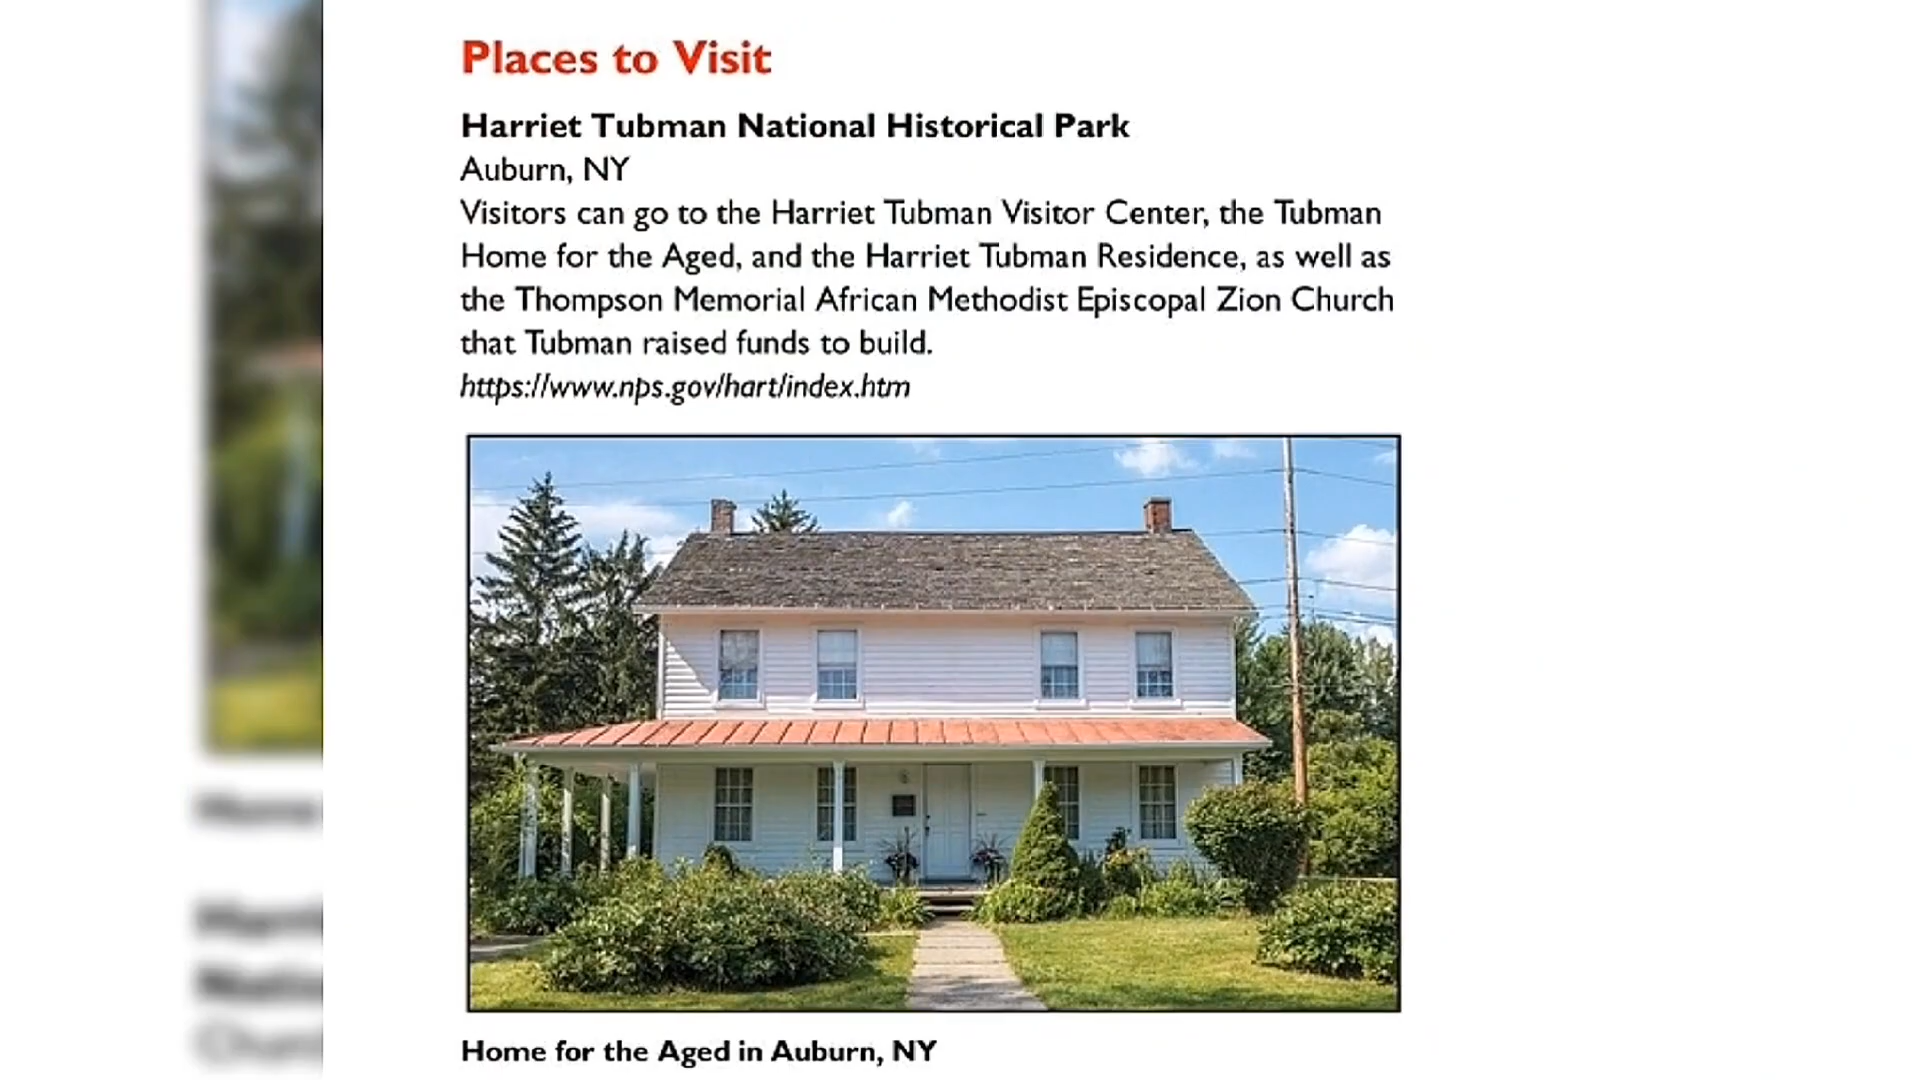 Places to Visit
Harriet Tubman National Historical Park
Auburn, NY
Visitors can go to the Harriet Tubman Visitor Center, the Tubman
Home for the Aged, and the Harriet Tubman Residence, as well as
the Thompson Memorial African Methodist Episcopal Zion Church
that Tubman raised funds to build.
https://www.nps.gov/hart/index.htm
Home for the Aged in Auburn, NY